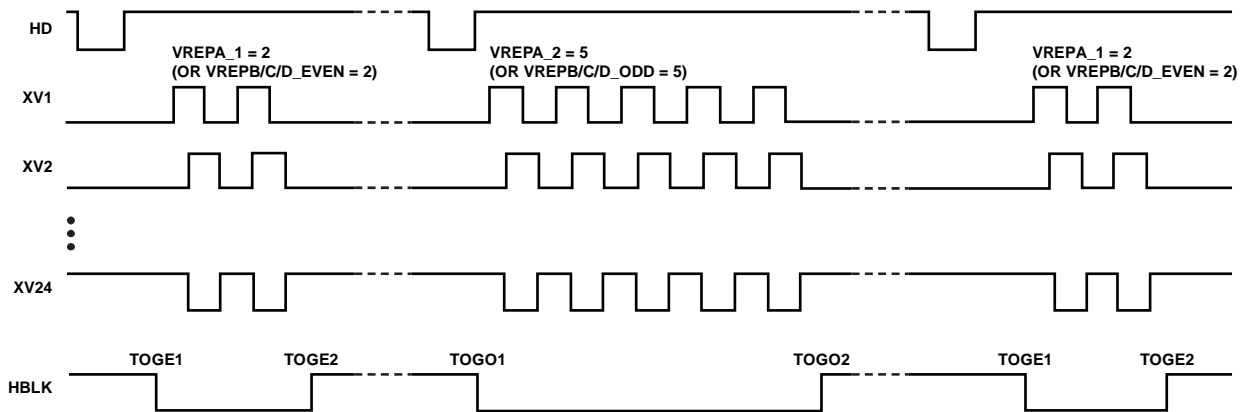 HD
VREPA_1 = 2
(OR VREPB/C/D_EVEN = 2)
VREPA_2 = 5
(OR VREPB/C/D_ODD = 5)
VREPA_1 = 2
(OR VREPB/C/D_EVEN = 2)
XV1
XV2
XV24
TOGE1
TOGE2
TOGO1
TOGO2
TOGE1
TOGE2
HBLK